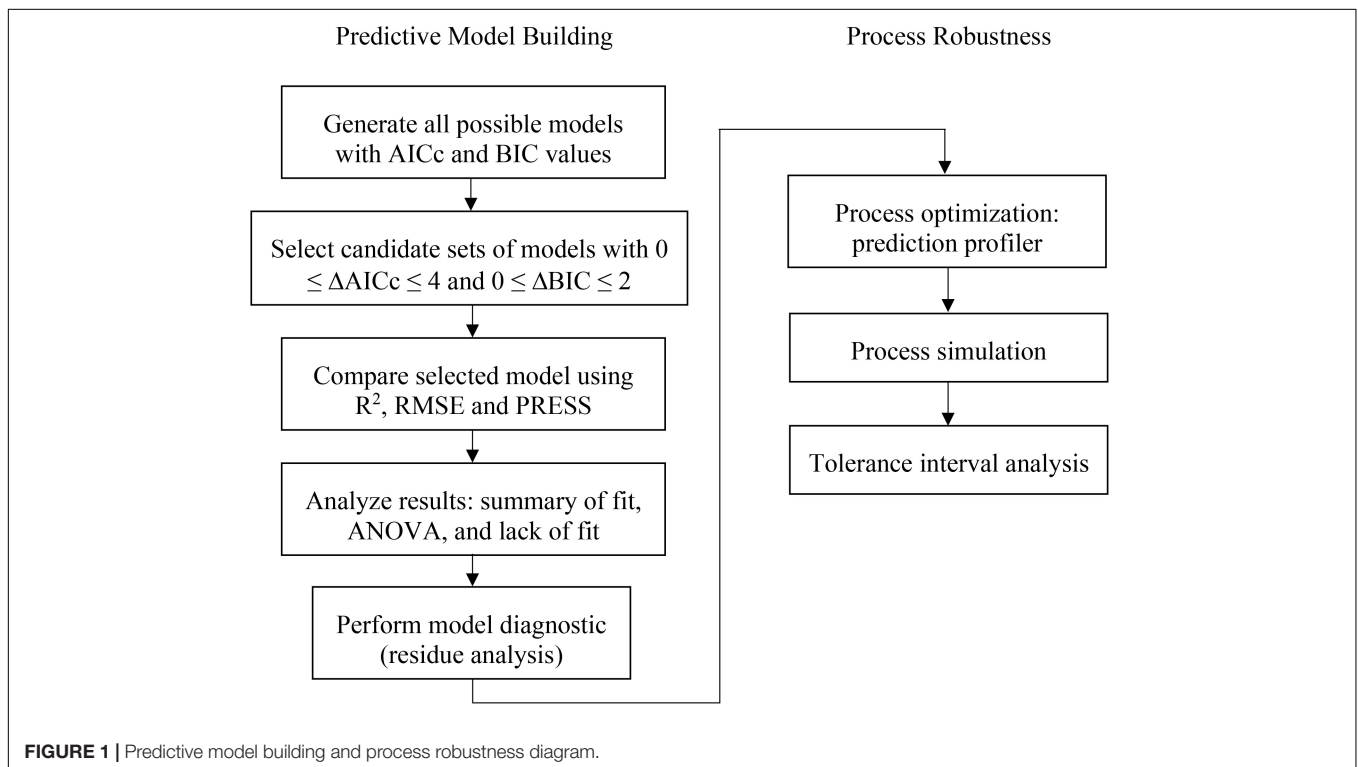 Predictive Model Building
Generate all possible models
with AICc and BIC values
Select candidate sets of models with 0
≤ ΔAICc ≤ 4 and 0 ≤ ΔBIC ≤ 2
Compare selected model using
R², RMSE and PRESS
Analyze results: summary of fit,
ANOVA, and lack of fit
Perform model diagnostic
(residue analysis)
Process Robustness
Process optimization:
prediction profiler
Process simulation
Tolerance interval analysis
FIGURE 1 | Predictive model building and process robustness diagram.